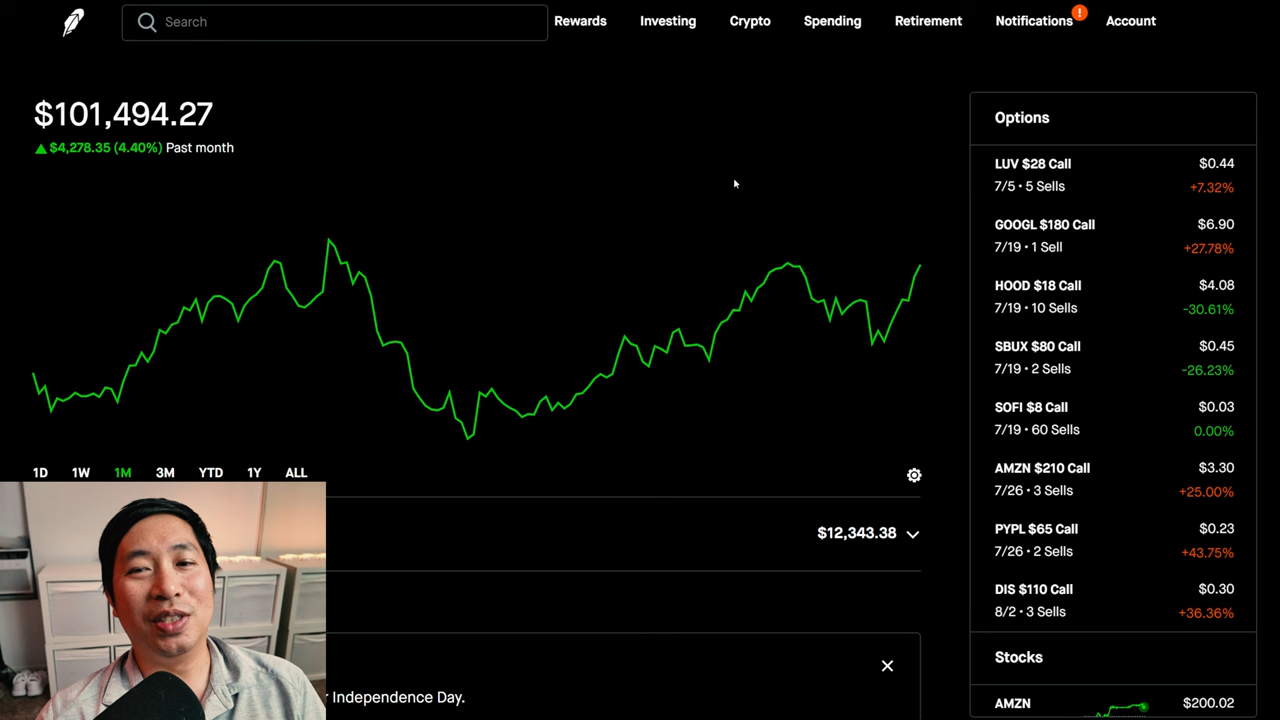 Search
Rewards
Investing
Crypto
Spending
Retirement
Notifications
!
Account
$101,494.27
▲ $4,278.35 (4.40%) Past month
1D
1W
1M
3M
YTD
1Y
ALL
$12,343.38
Independence Day.
Options
LUV $28 Call $0.44
7/5 • 5 Sells +7.32%
GOOGL $180 Call $6.90
7/19 • 1 Sell +27.78%
HOOD $18 Call $4.08
7/19 • 10 Sells -30.61%
SBUX $80 Call $0.45
7/19 • 2 Sells -26.23%
SOFI $8 Call $0.03
7/19 • 60 Sells 0.00%
AMZN $210 Call $3.30
7/26 • 3 Sells +25.00%
PYPL $65 Call $0.23
7/26 • 2 Sells +43.75%
DIS $110 Call $0.30
8/2 • 3 Sells +36.36%
Stocks
AMZN $200.02